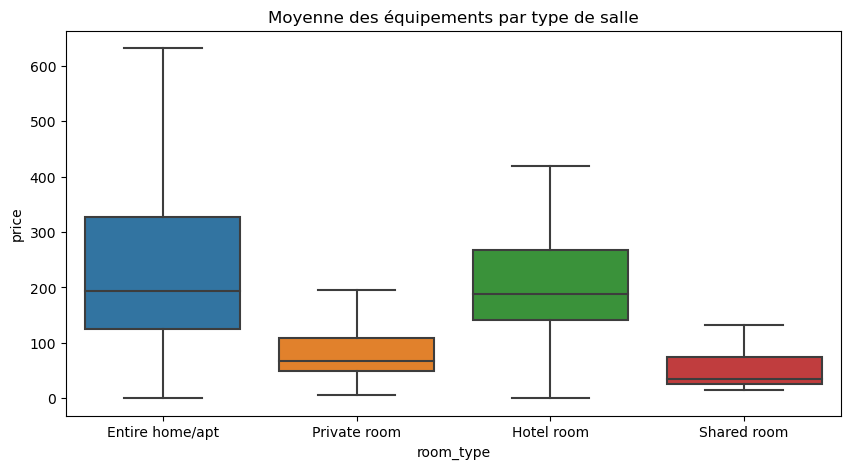 Moyenne des équipements par type de salle
600
500
400
300
200
100
0
price
Entire home/apt
Private room
Hotel room
Shared room
room_type